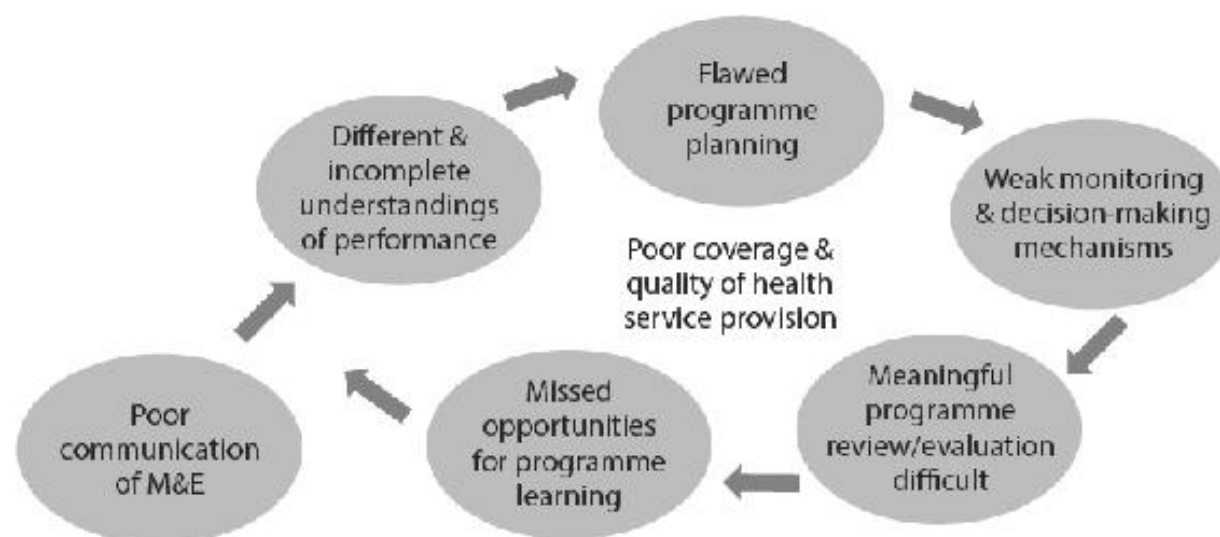 Flawed
programme
planning
Different &
incomplete
understandings
of performance
Weak monitoring
& decision-making
mechanisms
Poor coverage &
quality of health
service provision
Meaningful
programme
review/evaluation
difficult
Missed
opportunities
for programme
learning
Poor
communication
of M&E